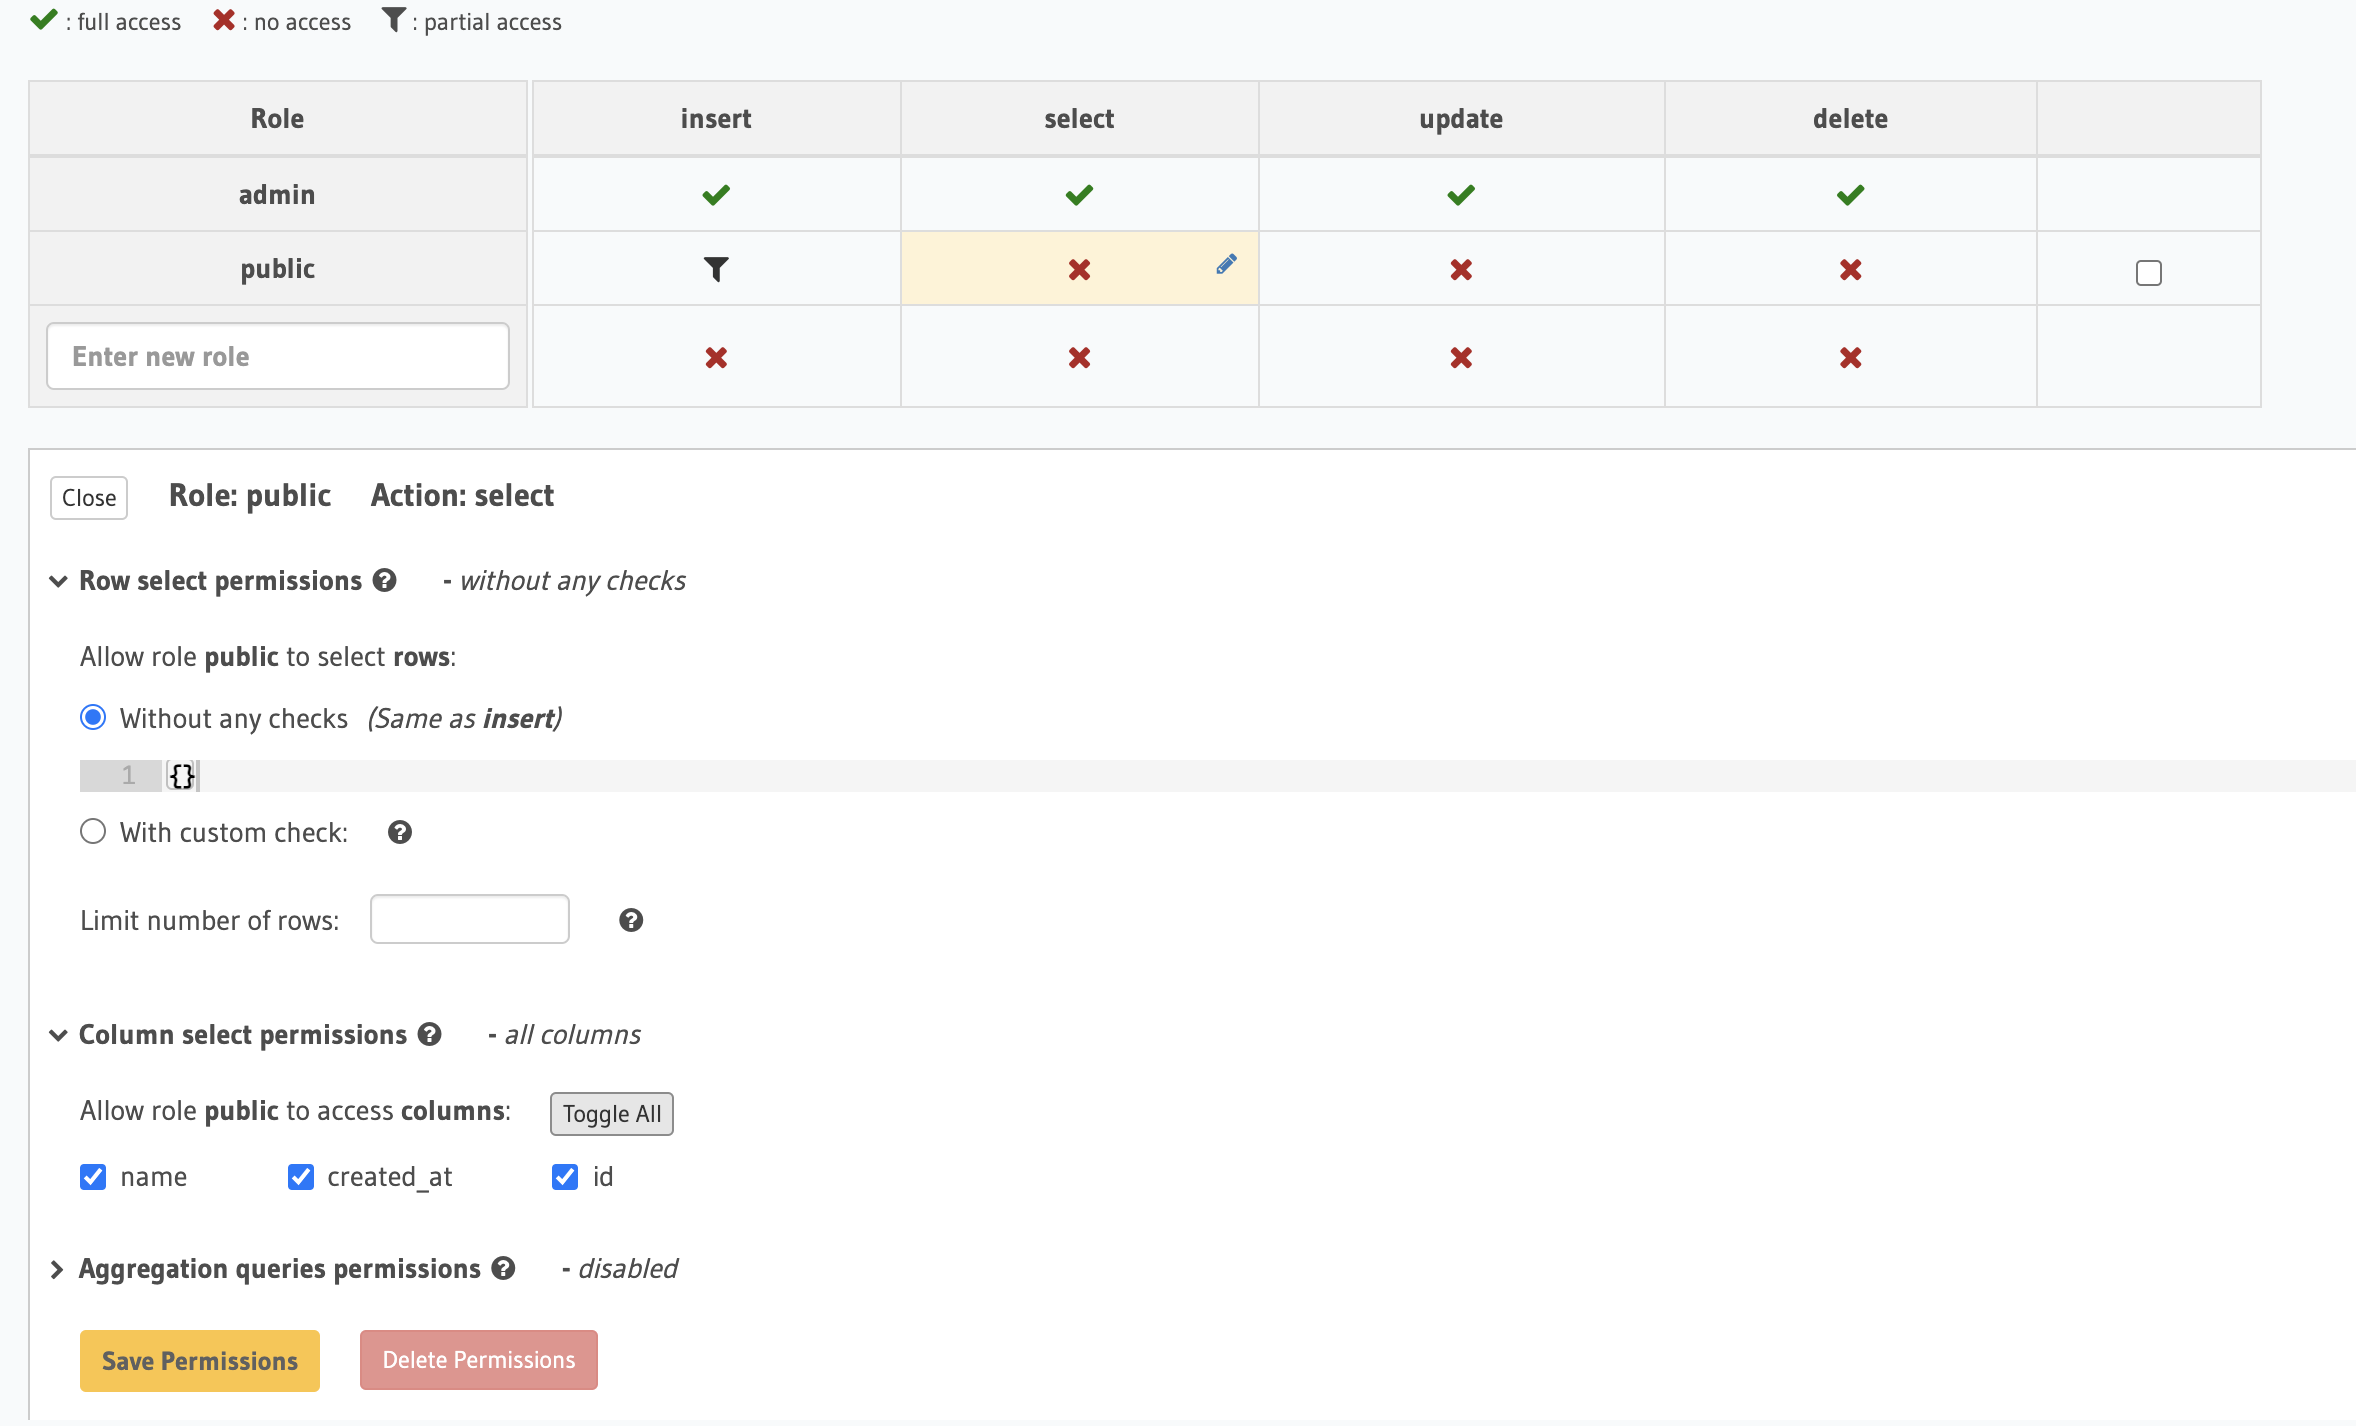 : full access : no access : partial access
Role insert select update delete
admin
public
Enter new role
Close Role: public Action: select
Row select permissions - without any checks
Allow role public to select rows:
Without any checks (Same as insert)
1 {}
With custom check:
Limit number of rows:
Column select permissions - all columns
Allow role public to access columns: Toggle All
name created_at id
Aggregation queries permissions - disabled
Save Permissions Delete Permissions